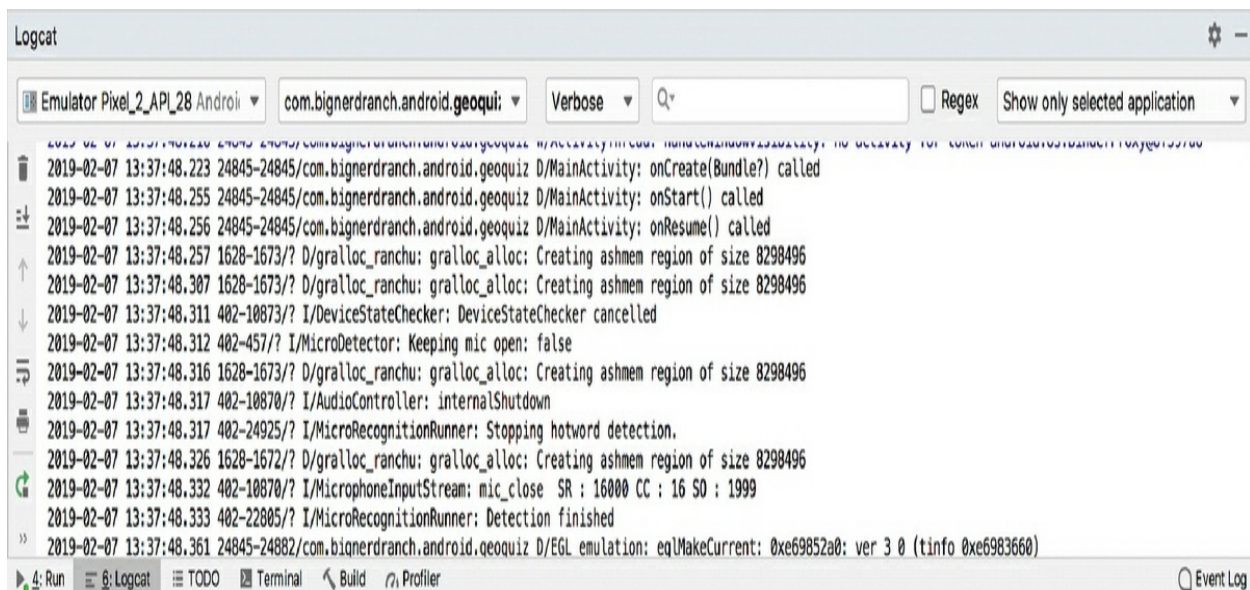 Logcat
Emulator Pixel_2_API_28 Androi com.bignerdranch.android.geoqui Verbose Regex Show only selected application
2019-02-07 13:37:48.223 24845-24845/com.bignerdranch.android.geoquiz D/MainActivity: onCreate(Bundle?) called
2019-02-07 13:37:48.255 24845-24845/com.bignerdranch.android.geoquiz D/MainActivity: onStart() called
2019-02-07 13:37:48.256 24845-24845/com.bignerdranch.android.geoquiz D/MainActivity: onResume() called
2019-02-07 13:37:48.257 1628-1673/? D/gralloc_ranchu: gralloc_alloc: Creating ashmem region of size 8298496
2019-02-07 13:37:48.307 1628-1673/? D/gralloc_ranchu: gralloc_alloc: Creating ashmem region of size 8298496
2019-02-07 13:37:48.311 402-10873/? I/DeviceStateChecker: DeviceStateChecker cancelled
2019-02-07 13:37:48.312 402-457/? I/MicroDetector: Keeping mic open: false
2019-02-07 13:37:48.316 1628-1673/? D/gralloc_ranchu: gralloc_alloc: Creating ashmem region of size 8298496
2019-02-07 13:37:48.317 402-10870/? I/AudioController: internalShutdown
2019-02-07 13:37:48.317 402-24925/? I/MicroRecognitionRunner: Stopping hotword detection.
2019-02-07 13:37:48.326 1628-1672/? D/gralloc_ranchu: gralloc_alloc: Creating ashmem region of size 8298496
2019-02-07 13:37:48.332 402-10870/? I/MicrophoneInputStream: mic_close SR : 16000 CC : 16 SO : 1999
2019-02-07 13:37:48.333 402-22805/? I/MicroRecognitionRunner: Detection finished
2019-02-07 13:37:48.361 24845-24882/com.bignerdranch.android.geoquiz D/EGL_emulation: eglMakeCurrent: 0xe69852a0: ver 3 0 (tinfo 0xe6983660)
4: Run 6: Logcat TODO Terminal Build Profiler Event Log